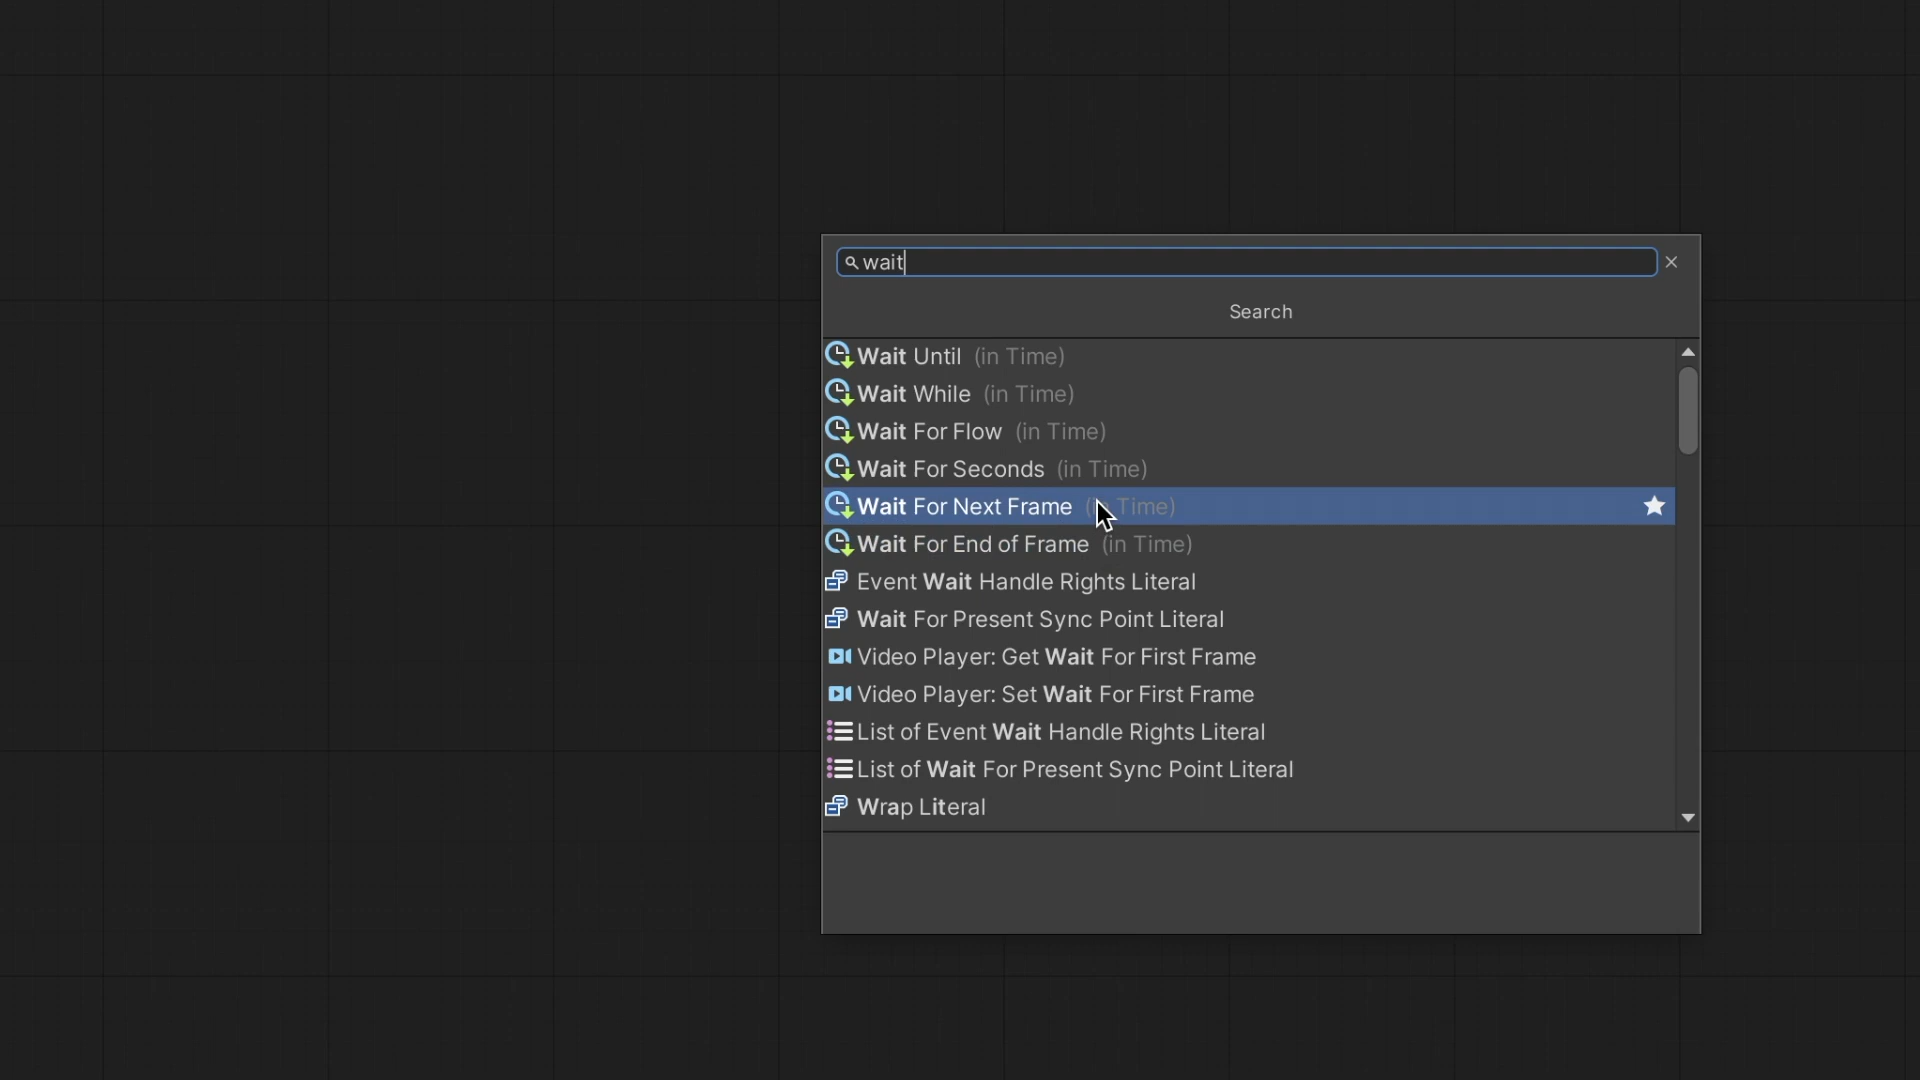 wait
Search
Wait Until (in Time)
Wait While (in Time)
Wait For Flow (in Time)
Wait For Seconds (in Time)
Wait For Next Frame (in Time)
Wait For End of Frame (in Time)
Event Wait Handle Rights Literal
Wait For Present Sync Point Literal
Video Player: Get Wait For First Frame
Video Player: Set Wait For First Frame
List of Event Wait Handle Rights Literal
List of Wait For Present Sync Point Literal
Wrap Literal